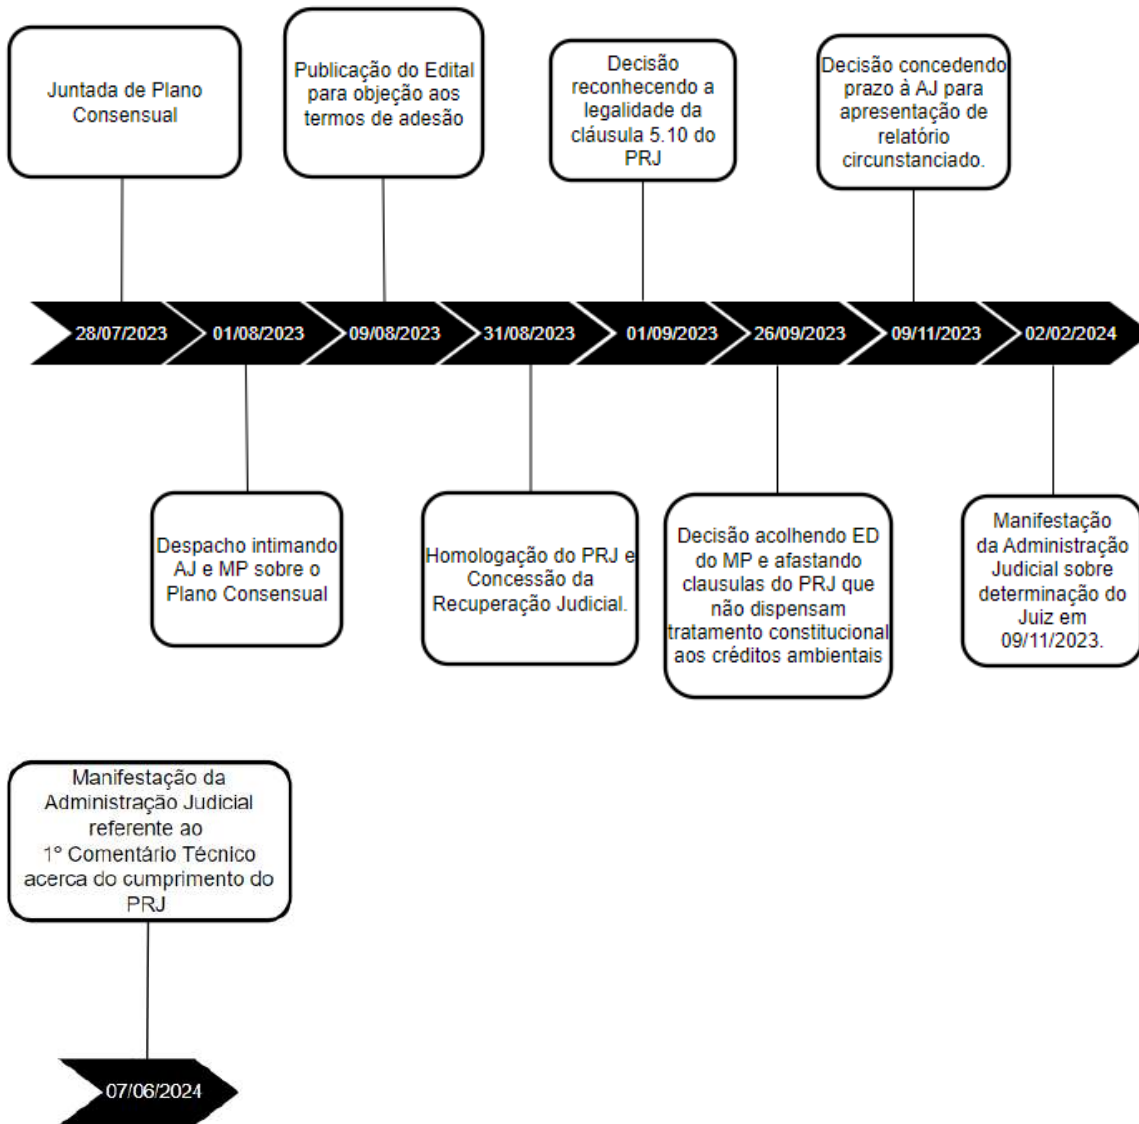 Juntada de Plano
Consensual
Publicação do Edital
para objeção aos
termos de adesão
Decisão
reconhecendo a
legalidade da
cláusula 5.10 do
PRJ
Decisão concedendo
prazo à AJ para
apresentação de
relatório
circunstanciado.
28/07/2023
01/08/2023
09/08/2023
31/08/2023
01/09/2023
26/09/2023
09/11/2023
02/02/2024
Despacho intimando
AJ e MP sobre o
Plano Consensual
Homologação do PRJ e
Concessão da
Recuperação Judicial.
Decisão acolhendo ED
do MP e afastando
clausulas do PRJ que
não dispensam
tratamento constitucional
aos créditos ambientais
Manifestação
da Administração
Judicial sobre
determinação do
Juiz em
09/11/2023.
Manifestação da
Administração Judicial
referente ao
1º Comentário Técnico
acerca do cumprimento do
PRJ
07/06/2024